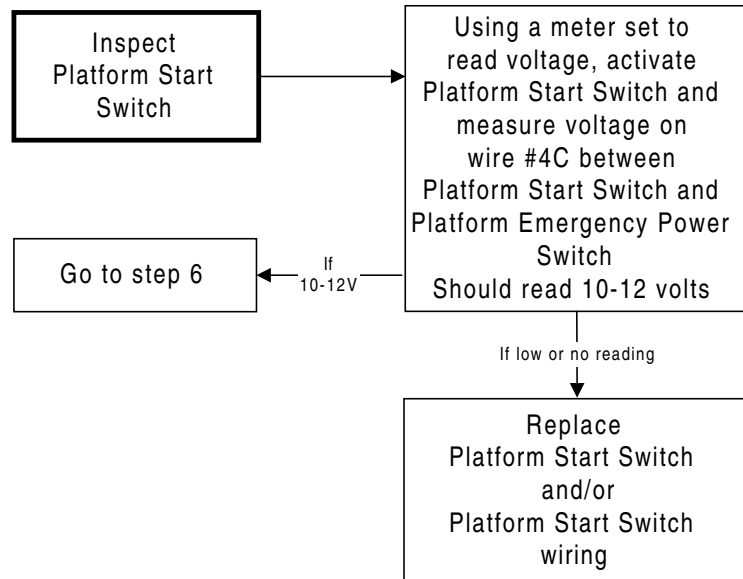 Inspect
Platform Start
Switch
Using a meter set to
read voltage, activate
Platform Start Switch and
measure voltage on
wire #4C between
Platform Start Switch and
Platform Emergency Power
Switch
Should read 10-12 volts
If
10-12V
Go to step 6
If low or no reading
Replace
Platform Start Switch
and/or
Platform Start Switch
wiring